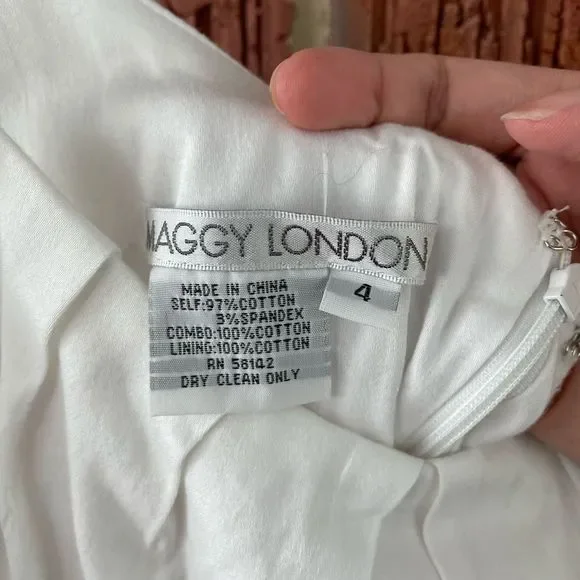 MAGGY LONDON
4
MADE IN CHINA
SELF:97%COTTON
3%SPANDEX
COMBO:100%COTTON
LINING:100%COTTON
RN 58142
DRY CLEAN ONLY